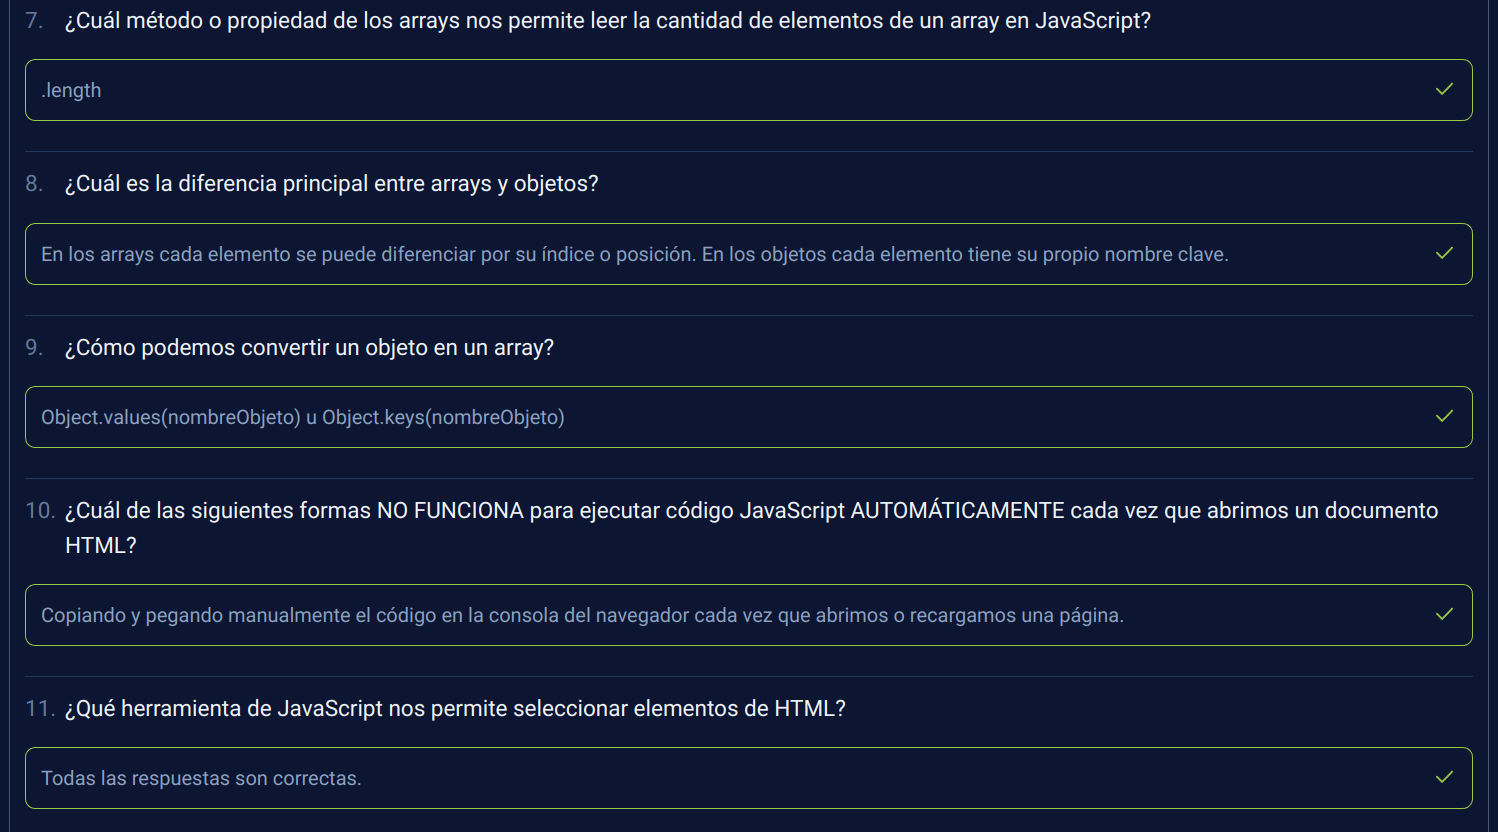 7. ¿Cuál método o propiedad de los arrays nos permite leer la cantidad de elementos de un array en JavaScript?
.length
8. ¿Cuál es la diferencia principal entre arrays y objetos?
En los arrays cada elemento se puede diferenciar por su índice o posición. En los objetos cada elemento tiene su propio nombre clave.
9. ¿Cómo podemos convertir un objeto en un array?
Object.values(nombreObjeto) u Object.keys(nombreObjeto)
10. ¿Cuál de las siguientes formas NO FUNCIONA para ejecutar código JavaScript AUTOMÁTICAMENTE cada vez que abrimos un documento
HTML?
Copiando y pegando manualmente el código en la consola del navegador cada vez que abrimos o recargamos una página.
11. ¿Qué herramienta de JavaScript nos permite seleccionar elementos de HTML?
Todas las respuestas son correctas.